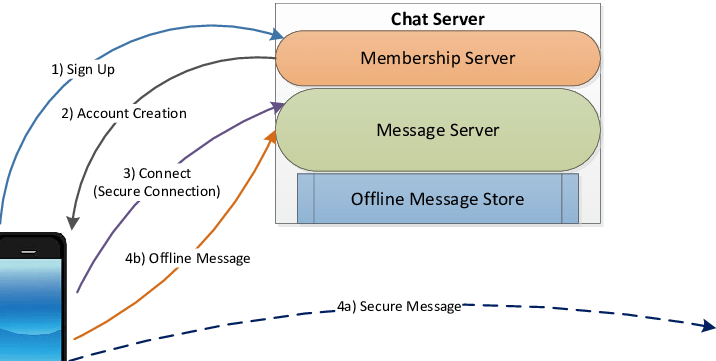 Chat Server
Membership Server
1) Sign Up
2) Account Creation
Message Server
3) Connect
(Secure Connection)
Offline Message Store
4b) Offline Message
4a) Secure Message